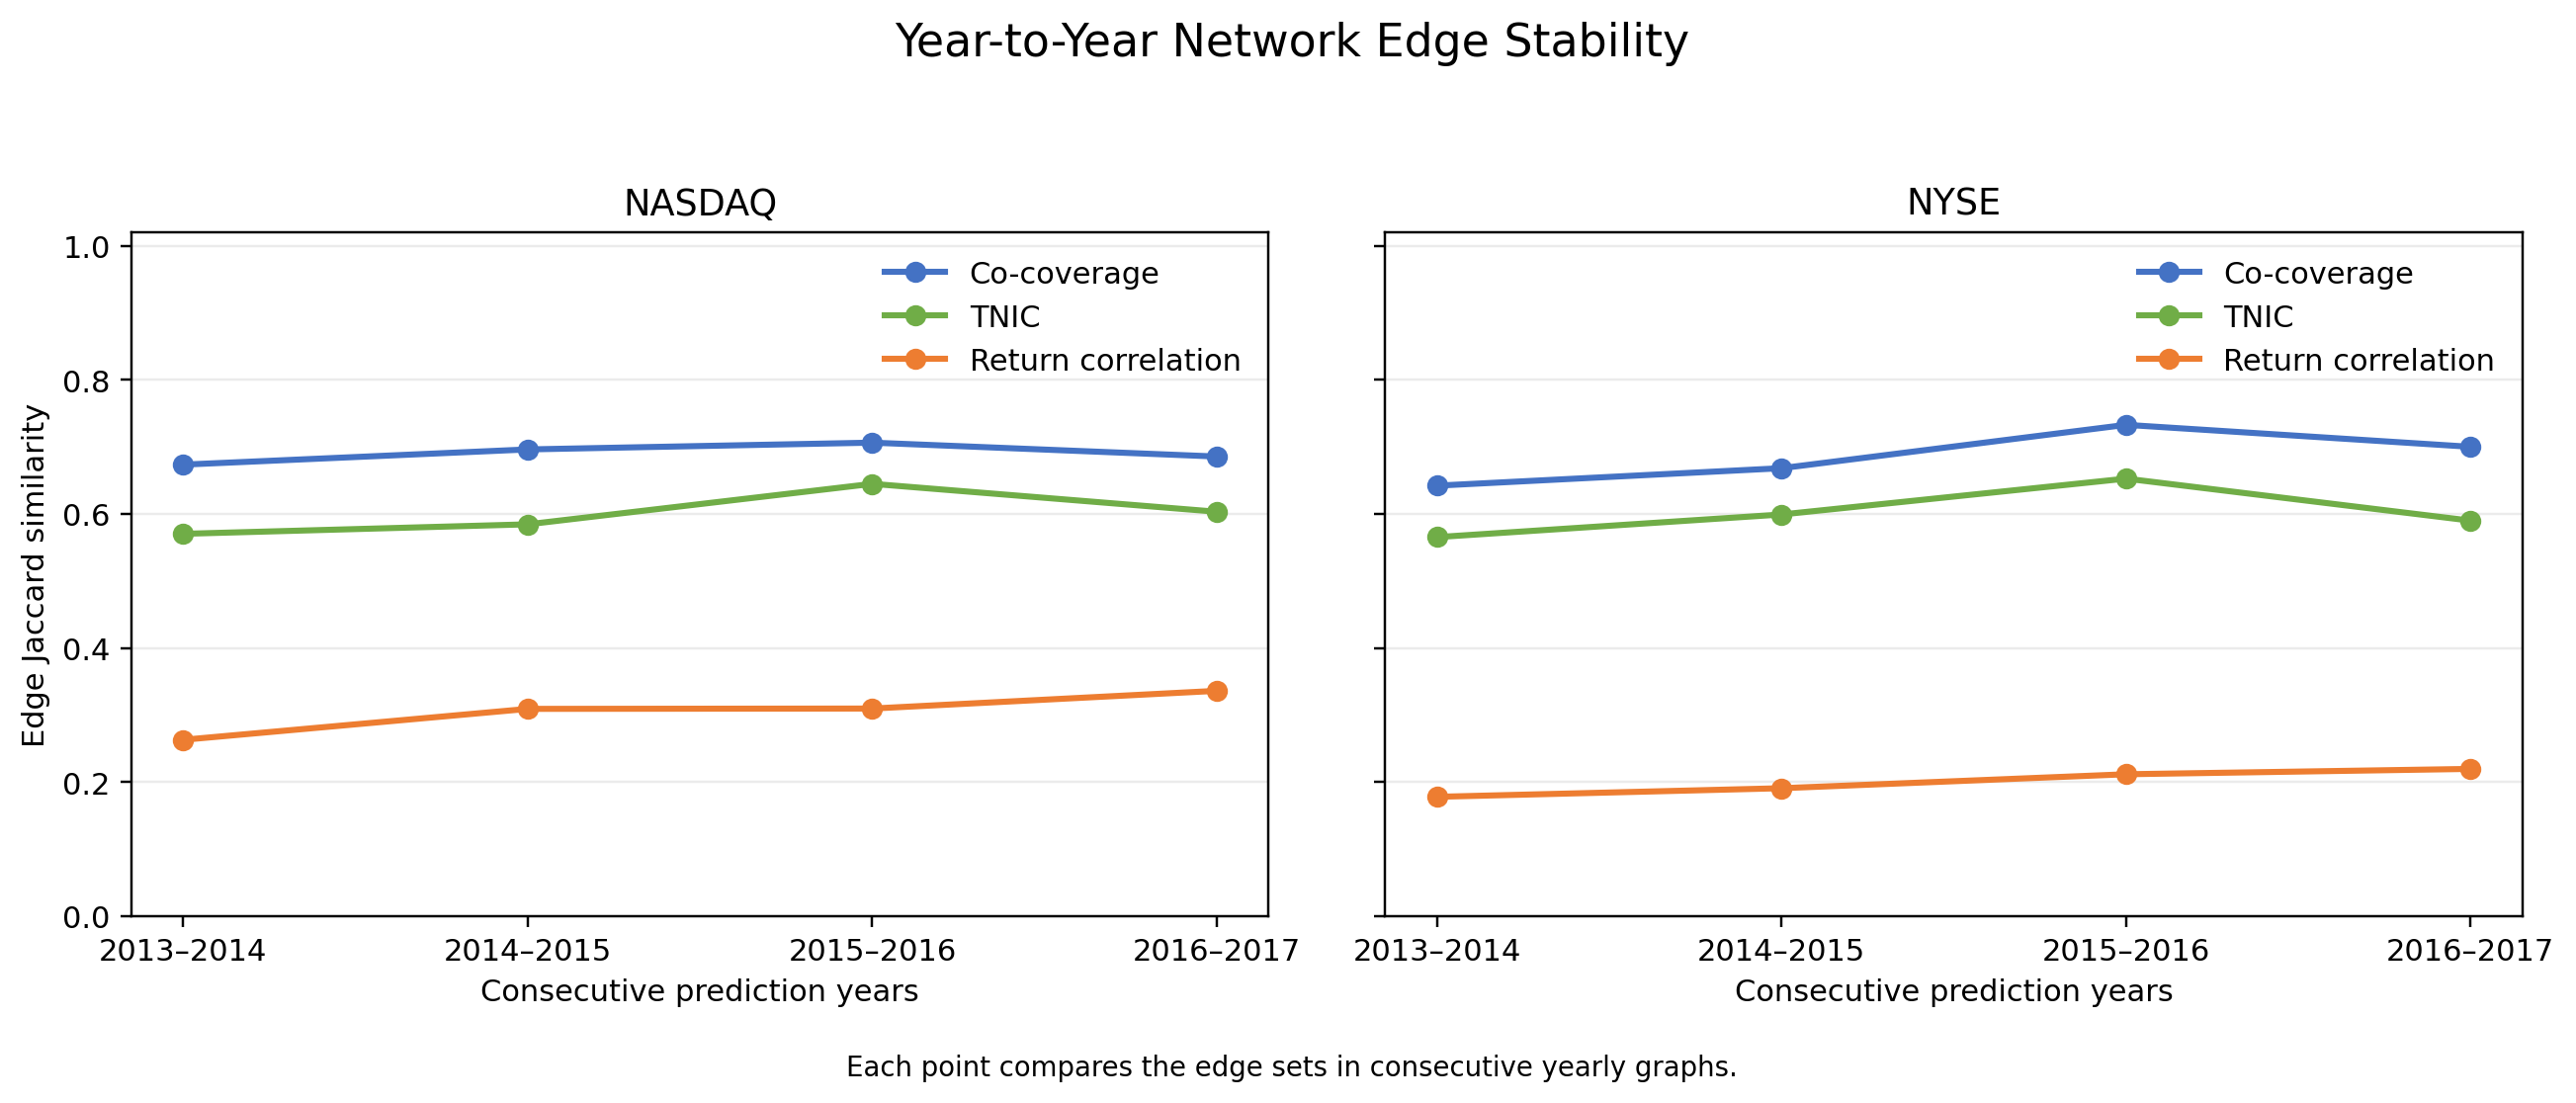 Year-to-Year Network Edge Stability
NASDAQ
Edge Jaccard similarity
1.0
0.8
0.6
0.4
0.2
0.0
Co-coverage
TNIC
Return correlation
2013–2014
2014–2015
2015–2016
2016–2017
Consecutive prediction years
NYSE
Co-coverage
TNIC
Return correlation
2013–2014
2014–2015
2015–2016
2016–2017
Consecutive prediction years
Each point compares the edge sets in consecutive yearly graphs.